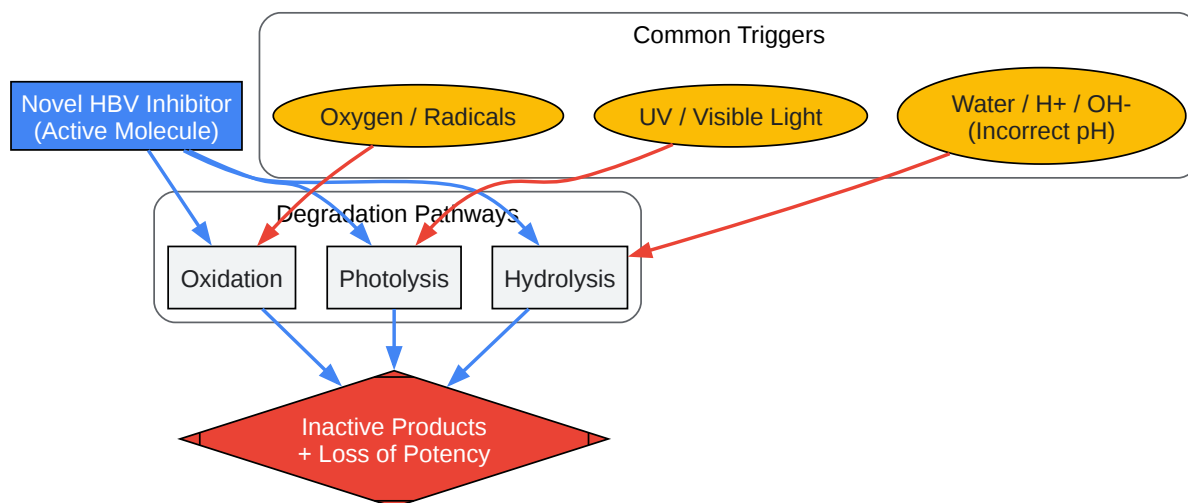 Common Triggers
Novel HBV Inhibitor
(Active Molecule)
Oxygen / Radicals
UV / Visible Light
Water / H+ / OH-
(Incorrect pH)
Degradation Pathways
Oxidation
Photolysis
Hydrolysis
Inactive Products
+ Loss of Potency